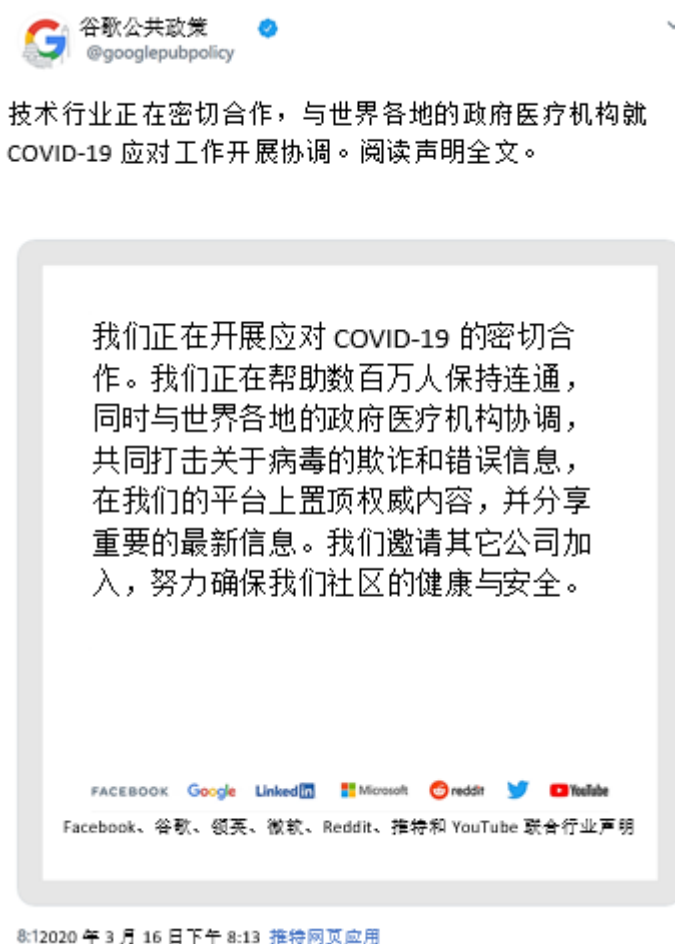 谷歌公共政策
@googlepubpolicy
技术行业正在密切合作，与世界各地的政府医疗机构就
COVID-19 应对工作开展协调。阅读声明全文。
我们正在开展应对 COVID-19 的密切合
作。我们正在帮助数百万人保持连通，
同时与世界各地的政府医疗机构协调，
共同打击关于病毒的欺诈和错误信息，
在我们的平台上置顶权威内容，并分享
重要的最新信息。我们邀请其它公司加
入，努力确保我们社区的健康与安全。
FACEBOOK Google LinkedIn Microsoft reddit YouTube
Facebook、谷歌、领英、微软、Reddit、推特和 YouTube 联合行业声明
8:12020 年 3 月 16 日下午 8:13 推特网页应用